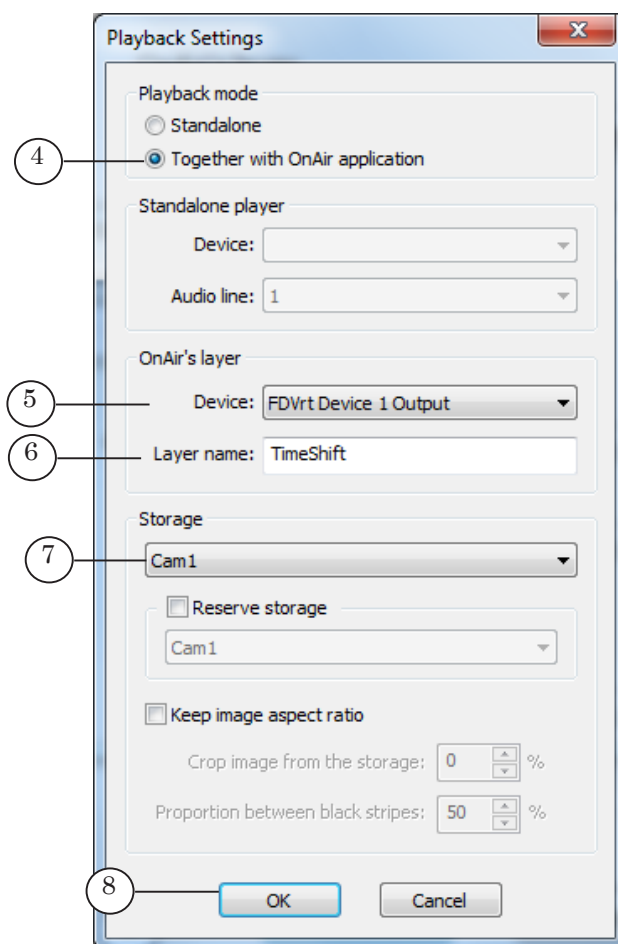 Playback Settings
Playback mode
Standalone
4
Together with OnAir application
Standalone player
Device:
Audio line: 1
OnAir's layer
5
Device: FDVrt Device 1 Output
6
Layer name: TimeShift
Storage
7
Cam1
Reserve storage
Cam1
Keep image aspect ratio
Crop image from the storage: 0 %
Proportion between black stripes: 50 %
8
OK Cancel